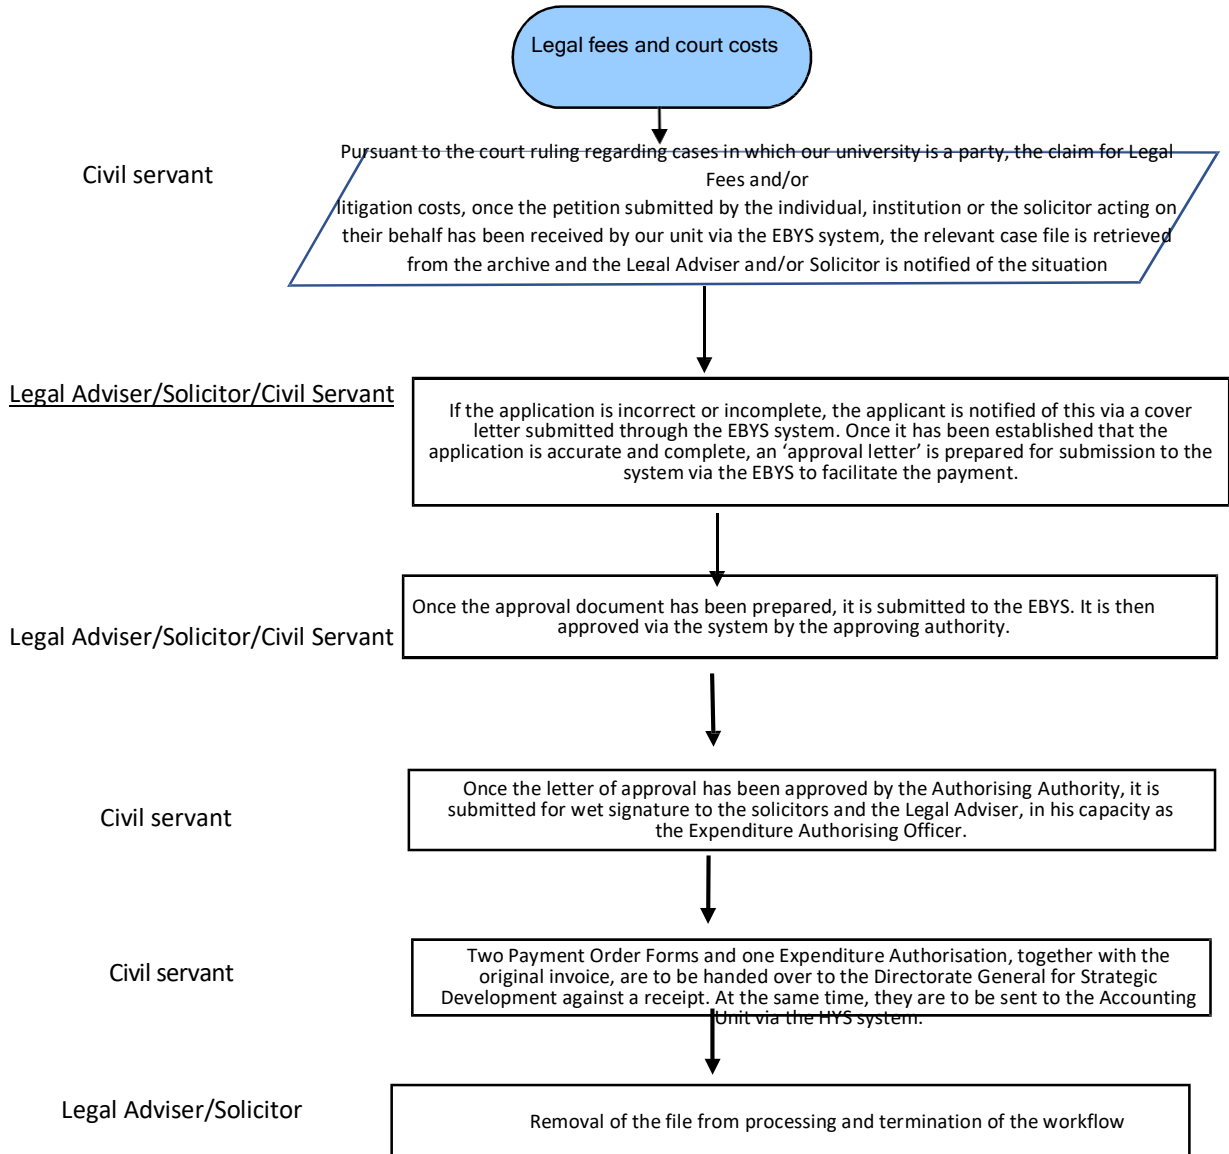 Legal fees and court costs
Civil servant
Pursuant to the court ruling regarding cases in which our university is a party, the claim for Legal
Fees and/or
litigation costs, once the petition submitted by the individual, institution or the solicitor acting on
their behalf has been received by our unit via the EBYS system, the relevant case file is retrieved
from the archive and the Legal Adviser and/or Solicitor is notified of the situation
Legal Adviser/Solicitor/Civil Servant
If the application is incorrect or incomplete, the applicant is notified of this via a cover
letter submitted through the EBYS system. Once it has been established that the
application is accurate and complete, an ‘approval letter’ is prepared for submission to the
system via the EBYS to facilitate the payment.
Legal Adviser/Solicitor/Civil Servant
Once the approval document has been prepared, it is submitted to the EBYS. It is then
approved via the system by the approving authority.
Civil servant
Once the letter of approval has been approved by the Authorising Authority, it is
submitted for wet signature to the solicitors and the Legal Adviser, in his capacity as
the Expenditure Authorising Officer.
Civil servant
Two Payment Order Forms and one Expenditure Authorisation, together with the
original invoice, are to be handed over to the Directorate General for Strategic
Development against a receipt. At the same time, they are to be sent to the Accounting
Unit via the HYS system.
Legal Adviser/Solicitor
Removal of the file from processing and termination of the workflow